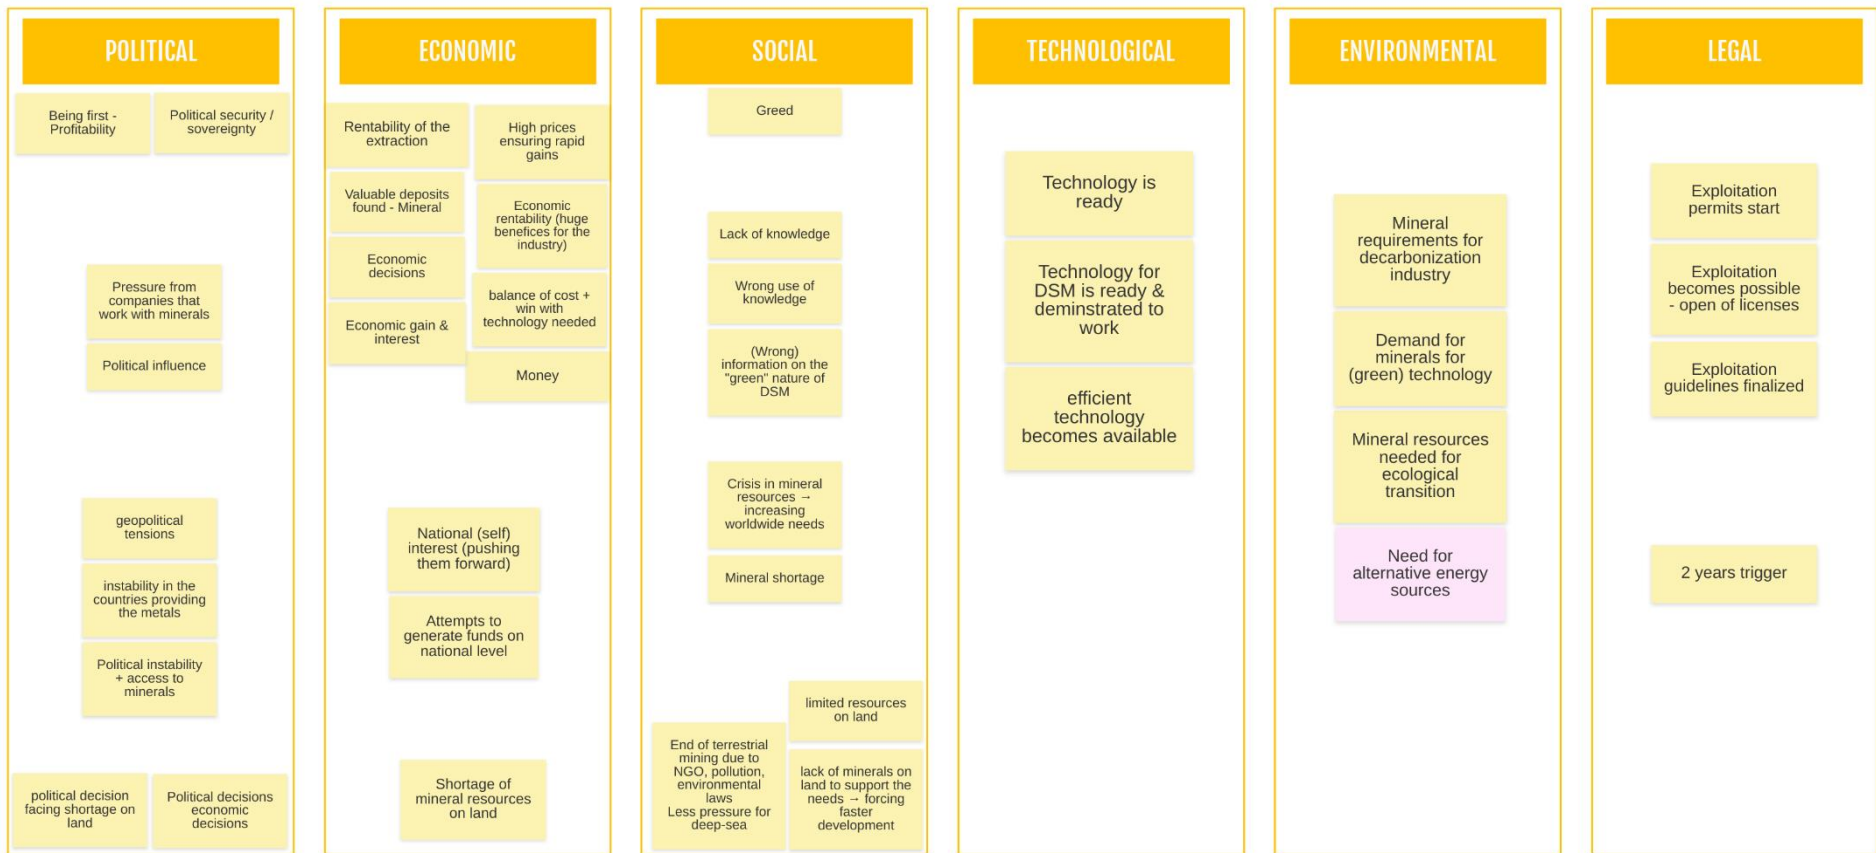 POLITICAL
Being first -
Profitability
Political security /
sovereignty
Pressure from
companies that
work with minerals
Political influence
geopolitical
tensions
instability in the
countries providing
the metals
Political instability
+ access to
minerals
political decision
facing shortage on
land
Political decisions
economic
decisions
ECONOMIC
Rentability of the
extraction
High prices
ensuring rapid
gains
Valuable deposits
found - Mineral
Economic
rentability (huge
benefices for the
industry)
Economic
decisions
balance of cost +
win with
technology needed
Economic gain &
interest
Money
National (self)
interest (pushing
them forward)
Attempts to
generate funds on
national level
Shortage of
mineral resources
on land
SOCIAL
Greed
Lack of knowledge
Wrong use of
knowledge
(Wrong)
information on the
"green" nature of
DSM
Crisis in mineral
resources →
increasing
worldwide needs
Mineral shortage
limited resources
on land
End of terrestrial
mining due to
NGO, pollution,
environmental
laws
Less pressure for
deep-sea
lack of minerals on
land to support the
needs → forcing
faster
development
TECHNOLOGICAL
Technology is
ready
Technology for
DSM is ready &
deminstrated to
work
efficient
technology
becomes available
ENVIRONMENTAL
Mineral
requirements for
decarbonization
industry
Demand for
minerals for
(green) technology
Mineral resources
needed for
ecological
transition
Need for
alternative energy
sources
LEGAL
Exploitation
permits start
Exploitation
becomes possible
- open of licenses
Exploitation
guidelines finalized
2 years trigger